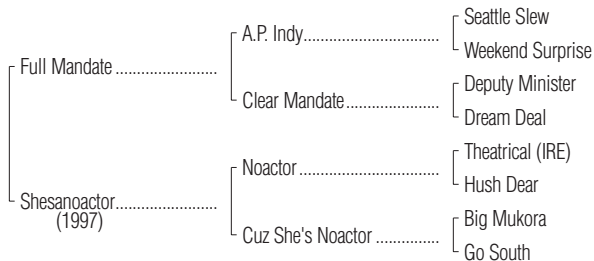 Seattle Slew
A.P. Indy
Weekend Surprise
Full Mandate
Deputy Minister
Clear Mandate
Dream Deal
Theatrical (IRE)
Noactor
Hush Dear
Shesanoactor
(1997)
Big Mukora
Cuz She's Noactor
Go South